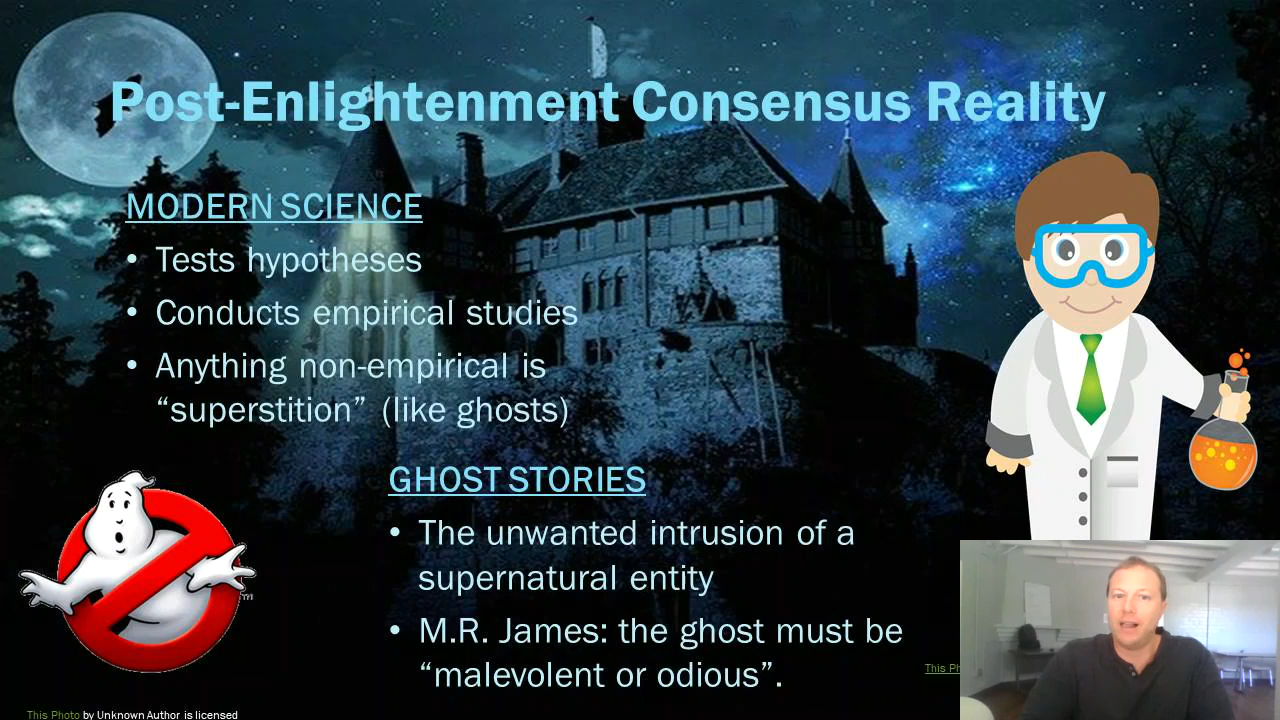 Post-Enlightenment Consensus Reality
MODERN SCIENCE
• Tests hypotheses
• Conducts empirical studies
• Anything non-empirical is
“superstition” (like ghosts)
GHOST STORIES
• The unwanted intrusion of a
supernatural entity
• M.R. James: the ghost must be
“malevolent or odious”.
TM
This Ph
This Photo by Unknown Author is licensed